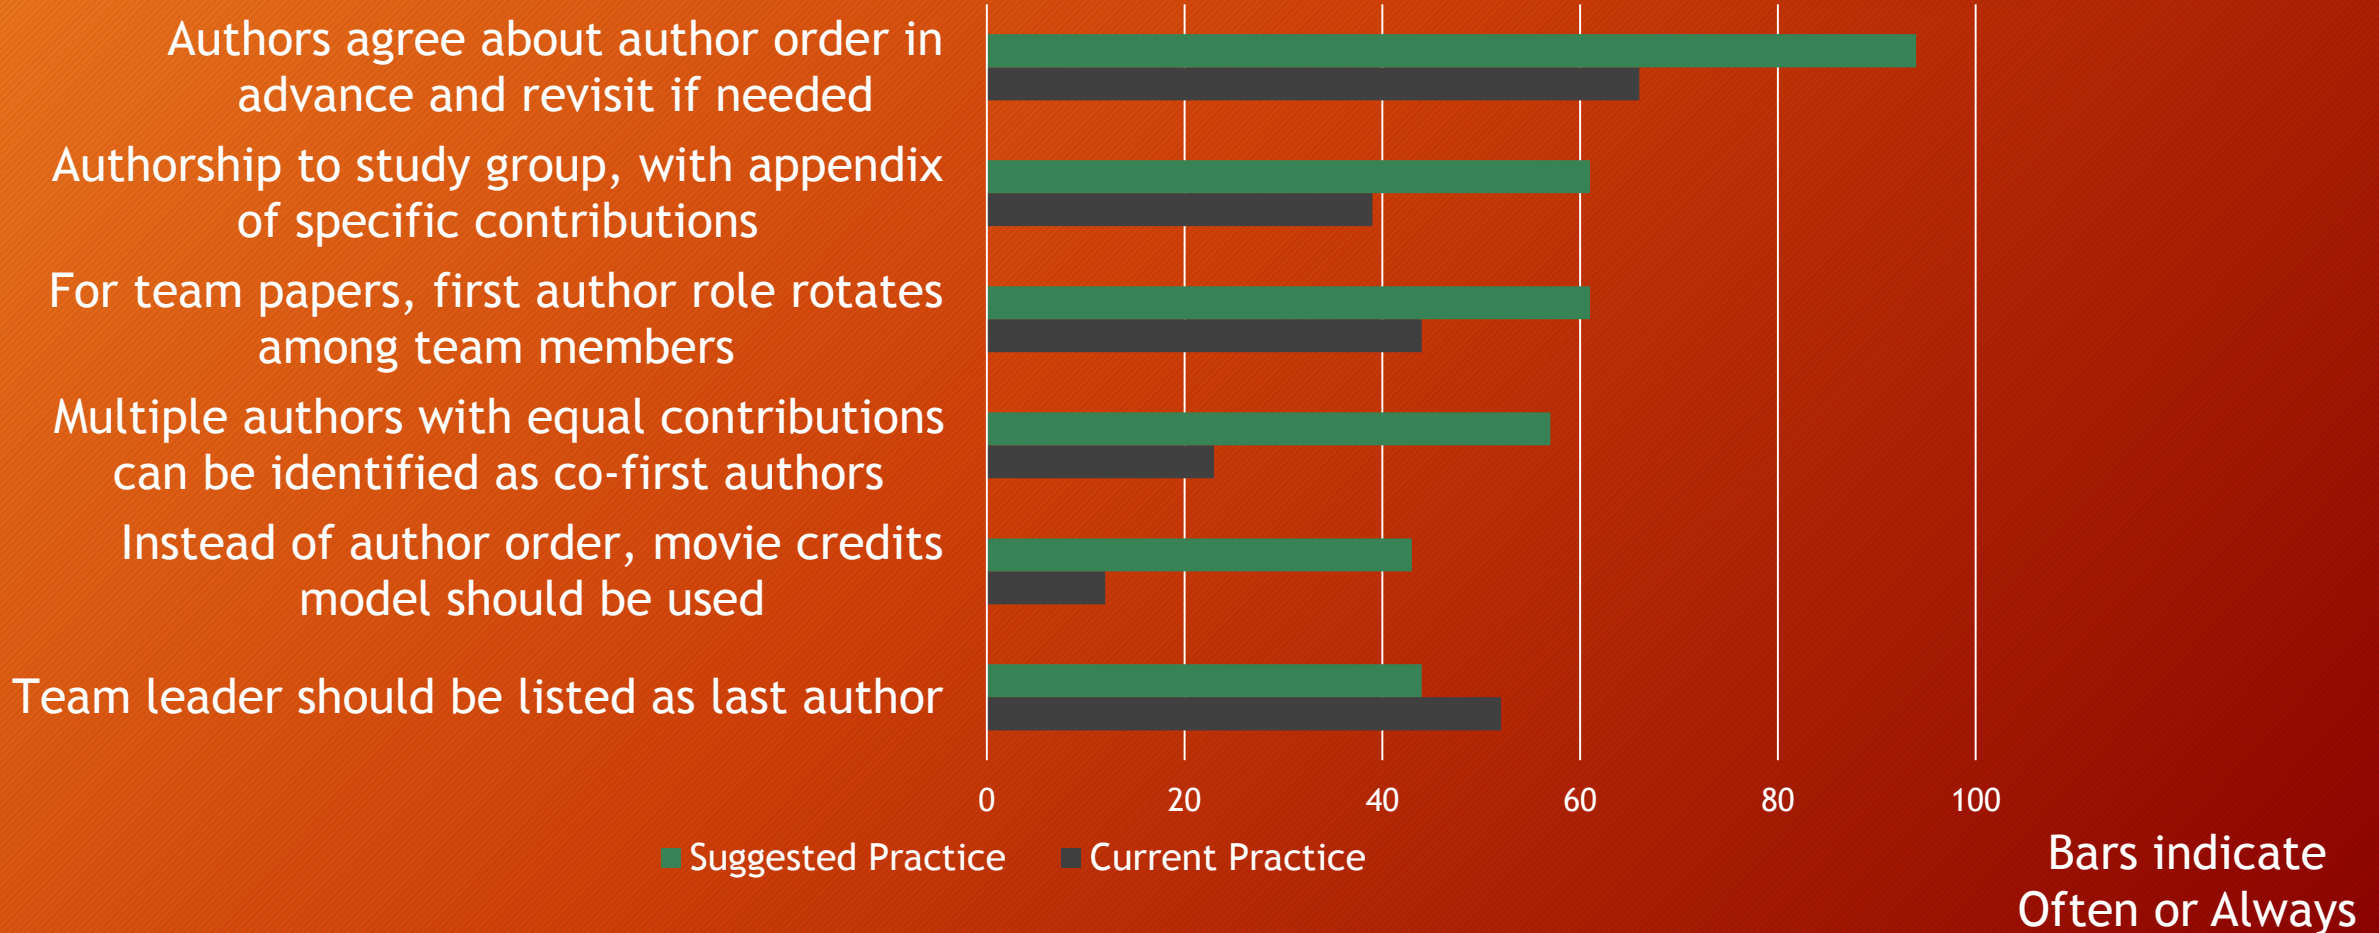 Authors agree about author order in
advance and revisit if needed
Authorship to study group, with appendix
of specific contributions
For team papers, first author role rotates
among team members
Multiple authors with equal contributions
can be identified as co-first authors
Instead of author order, movie credits
model should be used
Team leader should be listed as last author
0 20 40 60 80 100
Suggested Practice Current Practice
Bars indicate
Often or Always